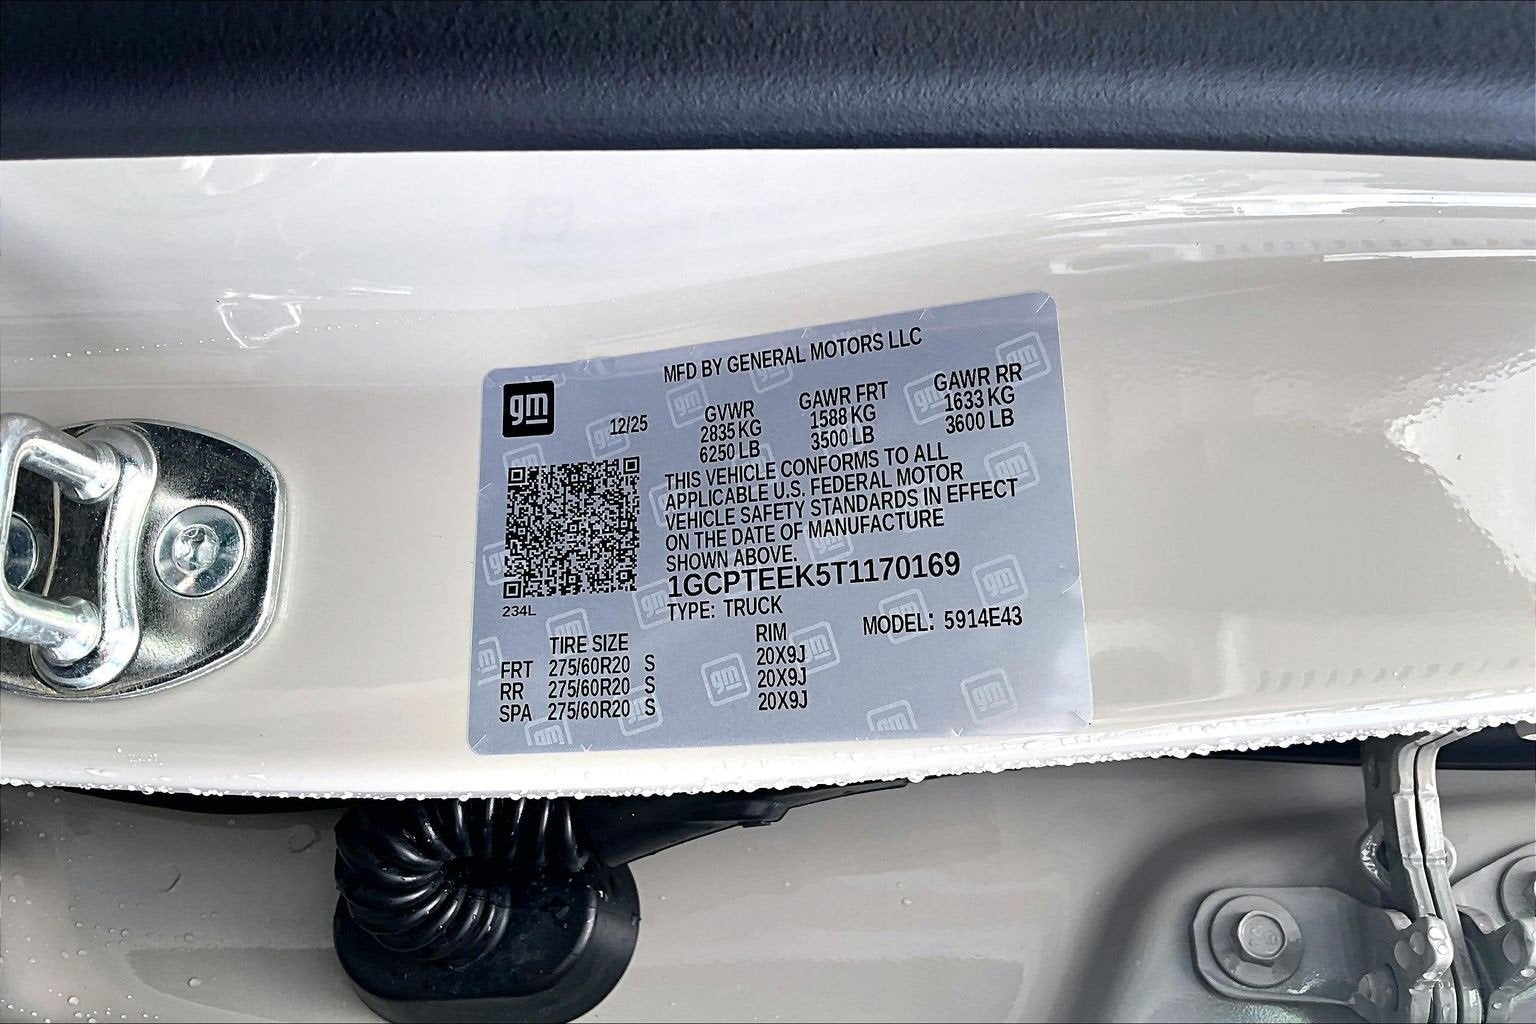 MFD BY GENERAL MOTORS LLC
gm
12/25
GVWR GAWR FRT GAWR RR
2835 KG 1588 KG 1633 KG
6250 LB 3500 LB 3600 LB
THIS VEHICLE CONFORMS TO ALL
APPLICABLE U.S. FEDERAL MOTOR
VEHICLE SAFETY STANDARDS IN EFFECT
ON THE DATE OF MANUFACTURE
SHOWN ABOVE.
1GCPTEEK5T1170169
234L
TYPE: TRUCK MODEL: 5914E43
TIRE SIZE RIM
FRT 275/60R20 S 20X9J
RR 275/60R20 S 20X9J
SPA 275/60R20 S 20X9J